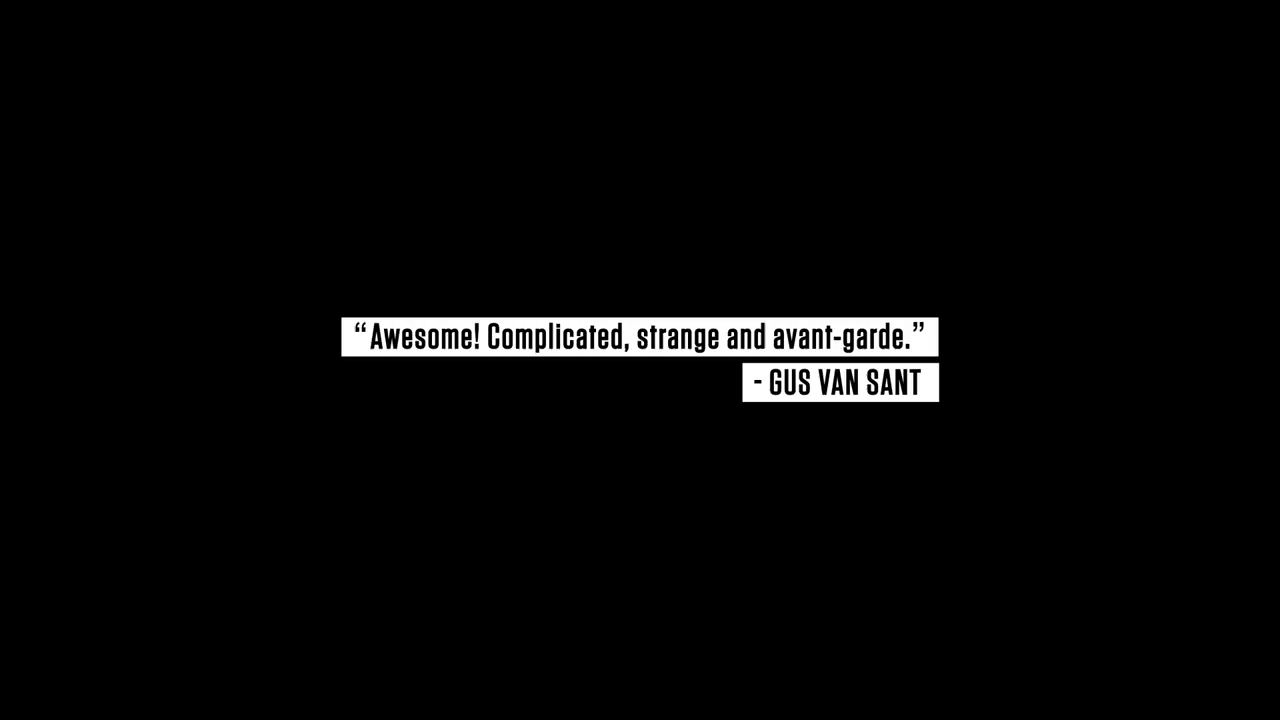 “Awesome! Complicated, strange and avant-garde.”
- GUS VAN SANT